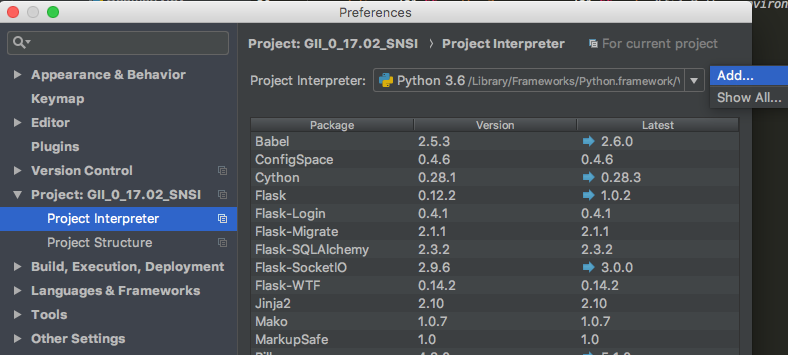 Preferences
Project: GII_0_17.02_SNSI › Project Interpreter For current project
Appearance & Behavior
Keymap
Editor
Plugins
Version Control
Project: GII_0_17.02_SNSI
Project Interpreter
Project Structure
Build, Execution, Deployment
Languages & Frameworks
Tools
Other Settings
Project Interpreter: Python 3.6 /Library/Frameworks/Python.framework/
Add...
Show All...
Package Version Latest
Babel 2.5.3 2.6.0
ConfigSpace 0.4.6 0.4.6
Cython 0.28.1 0.28.3
Flask 0.12.2 1.0.2
Flask-Login 0.4.1 0.4.1
Flask-Migrate 2.1.1 2.1.1
Flask-SQLAlchemy 2.3.2 2.3.2
Flask-SocketIO 2.9.6 3.0.0
Flask-WTF 0.14.2 0.14.2
Jinja2 2.10 2.10
Mako 1.0.7 1.0.7
MarkupSafe 1.0 1.0